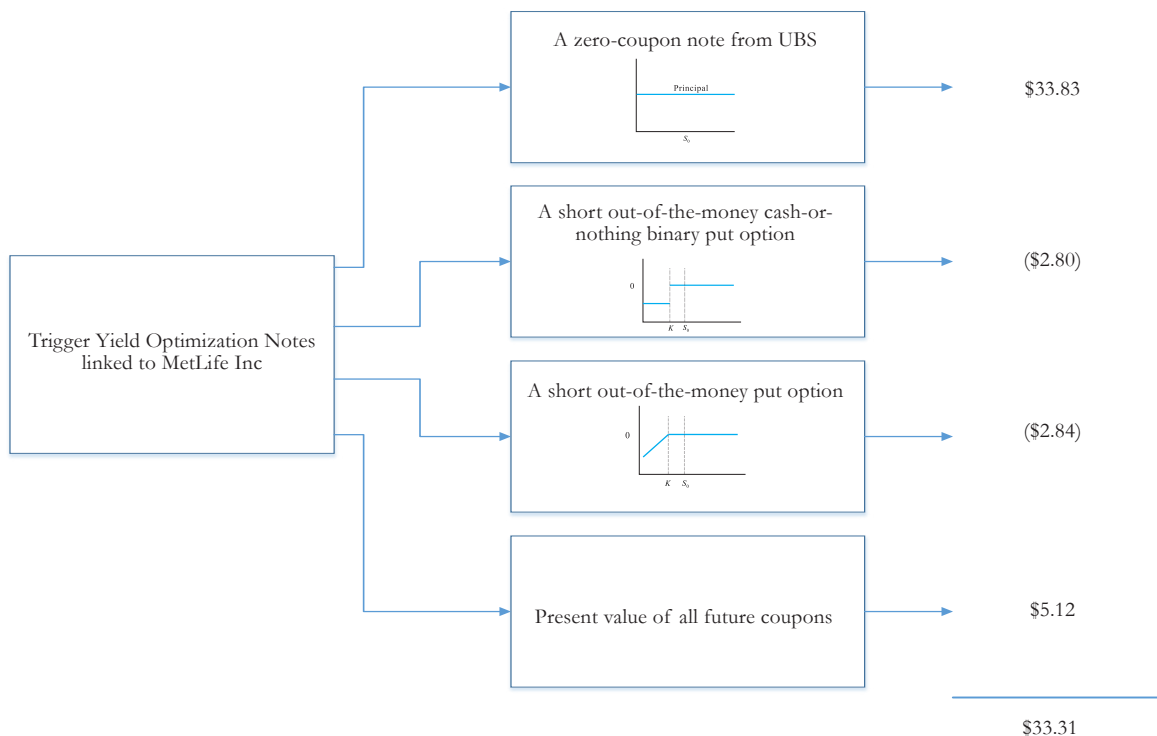 A zero-coupon note from UBS
Principal
S₀
$33.83
A short out-of-the-money cash-or-
nothing binary put option
0
K S₀
($2.80)
Trigger Yield Optimization Notes
linked to MetLife Inc
A short out-of-the-money put option
0
K S₀
($2.84)
Present value of all future coupons
$5.12
$33.31